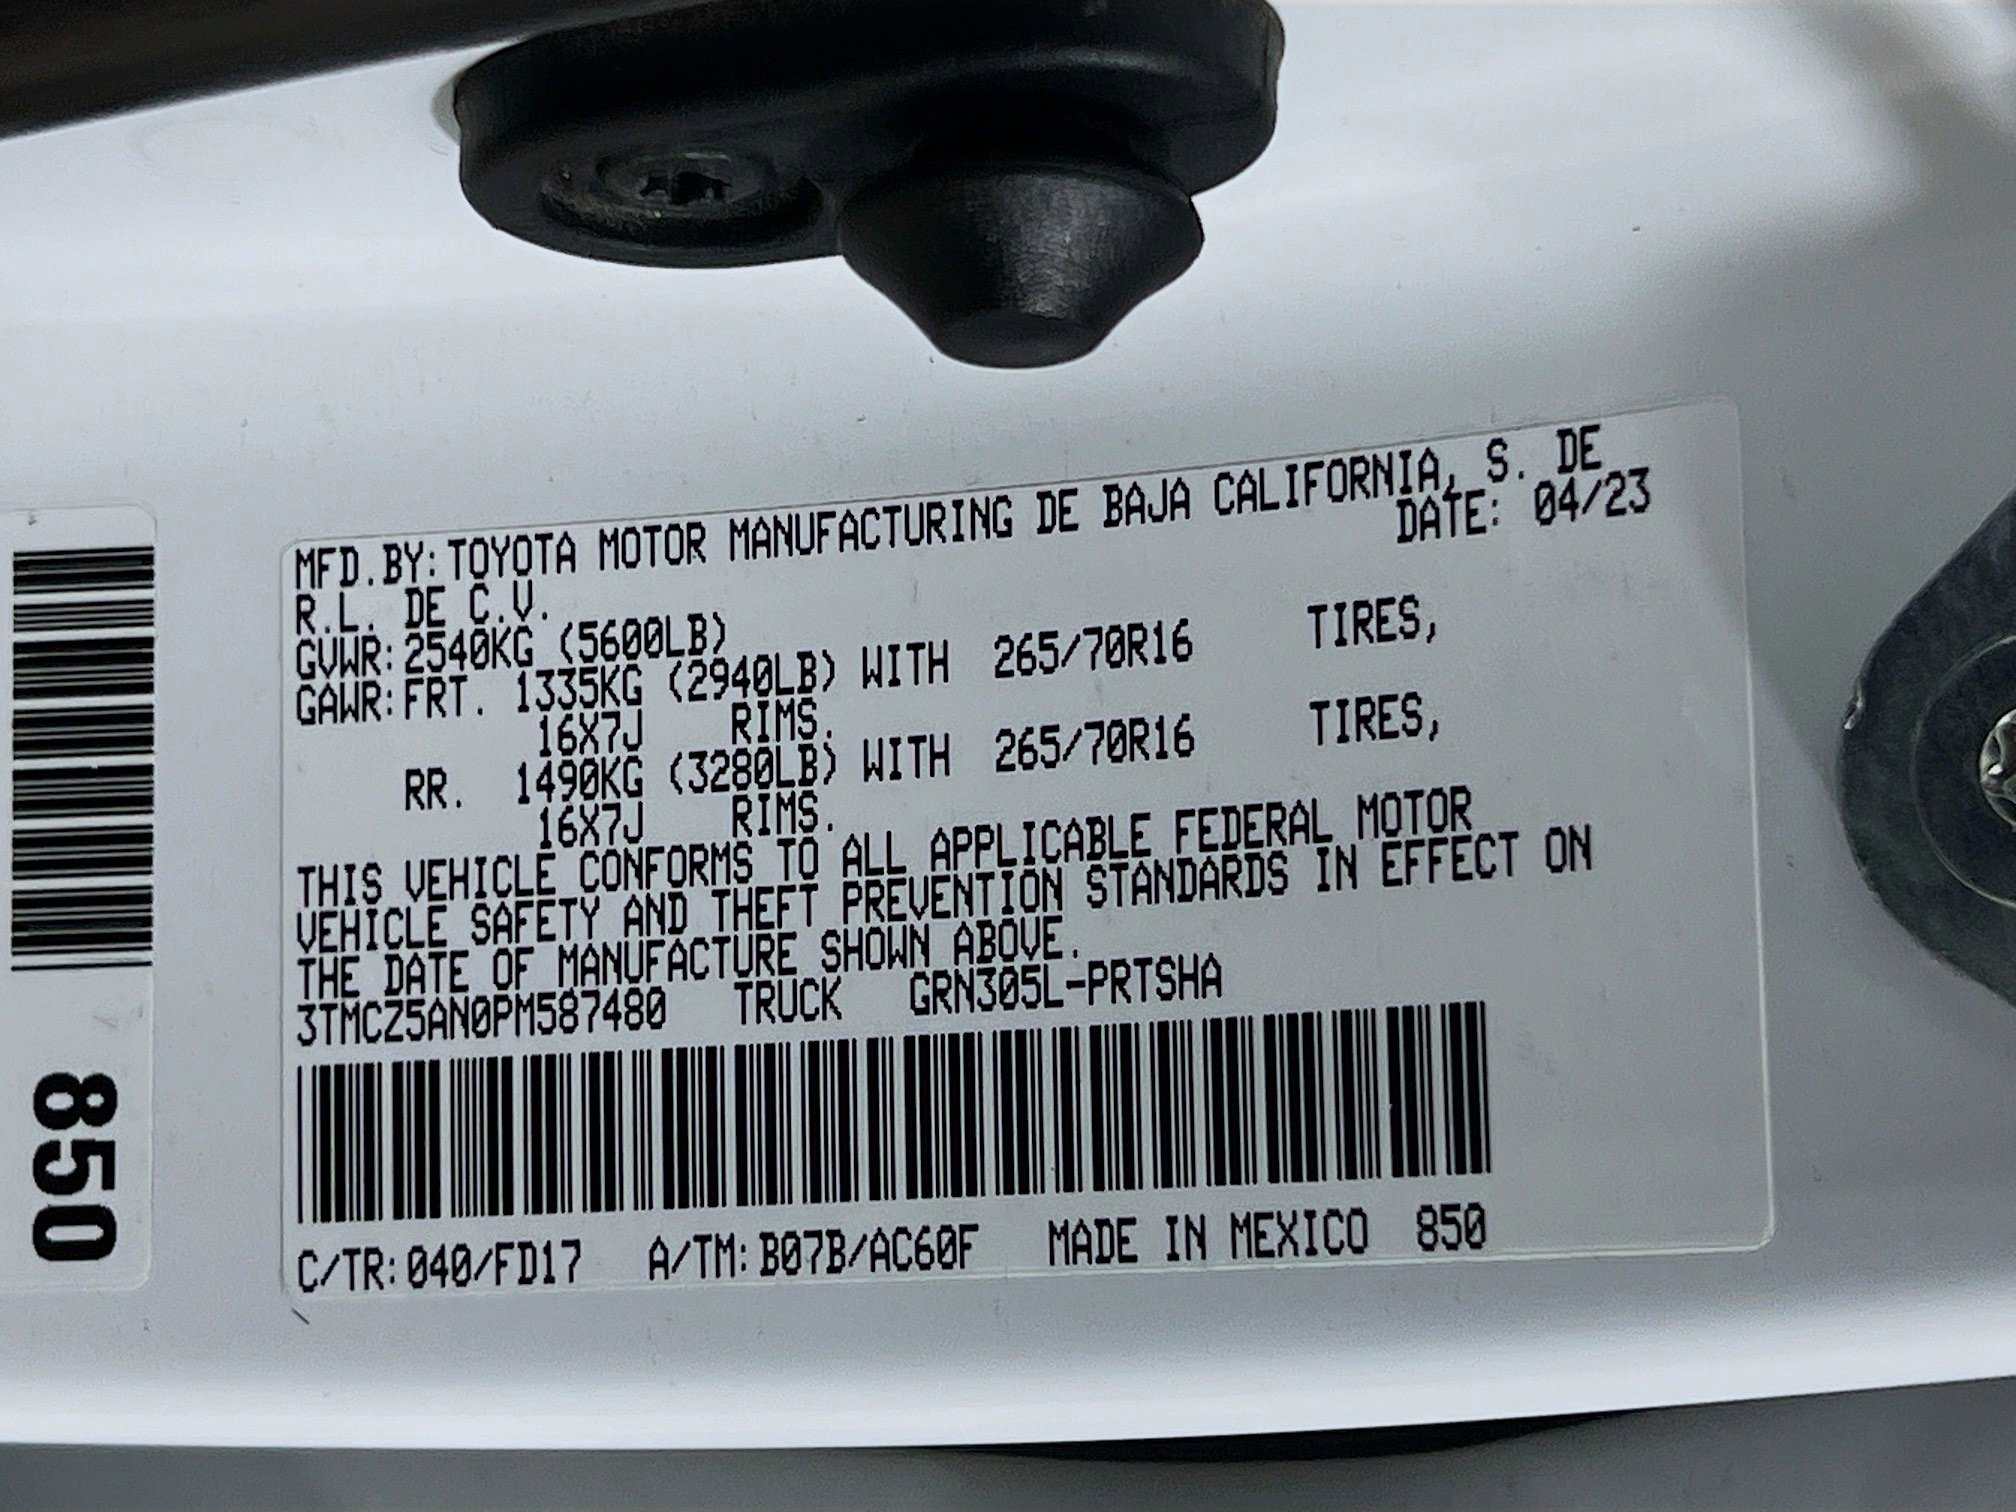 MFD.BY:TOYOTA MOTOR MANUFACTURING DE BAJA CALIFORNIA, S. DE
R.L. DE C.V. DATE: 04/23
GVWR:2540KG (5600LB)
GAWR:FRT. 1335KG (2940LB) WITH 265/70R16 TIRES,
16X7J RIMS.
RR. 1490KG (3280LB) WITH 265/70R16 TIRES,
16X7J RIMS.
THIS VEHICLE CONFORMS TO ALL APPLICABLE FEDERAL MOTOR
VEHICLE SAFETY AND THEFT PREVENTION STANDARDS IN EFFECT ON
THE DATE OF MANUFACTURE SHOWN ABOVE.
3TMCZ5AN0PM587480 TRUCK GRN305L-PRTSHA
C/TR:040/FD17 A/TM:B07B/AC60F MADE IN MEXICO 850
850